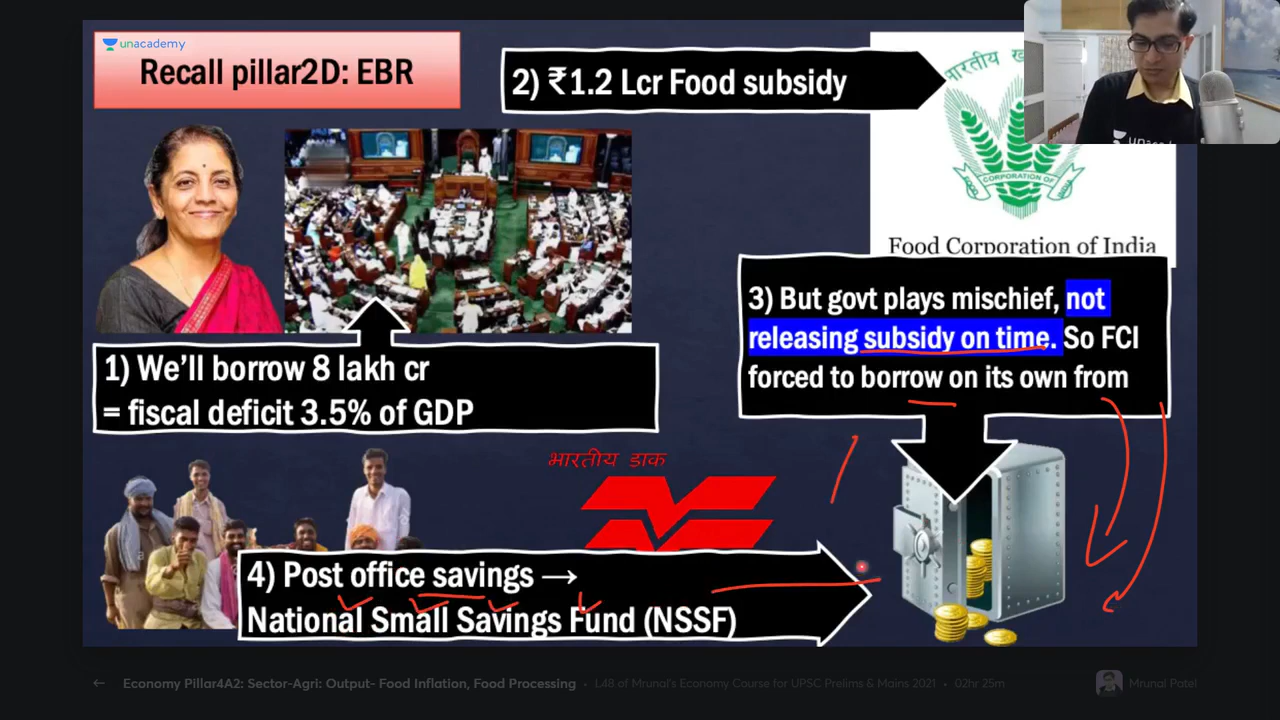 unacademy
Recall pillar2D: EBR
2) ₹1.2 Lcr Food subsidy
भारतीय
CORPORATION OF
Food Corporation of India
1) We'll borrow 8 lakh cr
= fiscal deficit 3.5% of GDP
3) But govt plays mischief, not
releasing subsidy on time. So FCI
forced to borrow on its own from
भारतीय डाक
4) Post office savings →
National Small Savings Fund (NSSF)
← Economy Pillar4A2: Sector-Agri: Output- Food Inflation, Food Processing • L48 of Mrunal's Economy Course for UPSC Prelims & Mains 2021 • 02hr 25m
Mrunal Patel